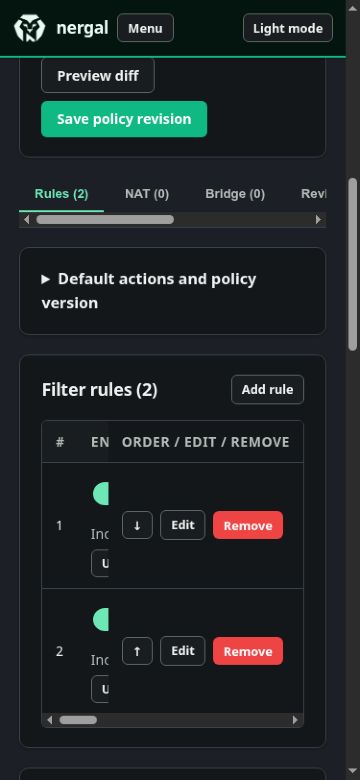 nergal Menu Light mode
Preview diff
Save policy revision
Rules (2) NAT (0) Bridge (0) Revi
▶ Default actions and policy
version
Filter rules (2) Add rule
# EN ORDER / EDIT / REMOVE
1 ↓ Edit Remove
Inc
U
2 ↑ Edit Remove
Inc
U